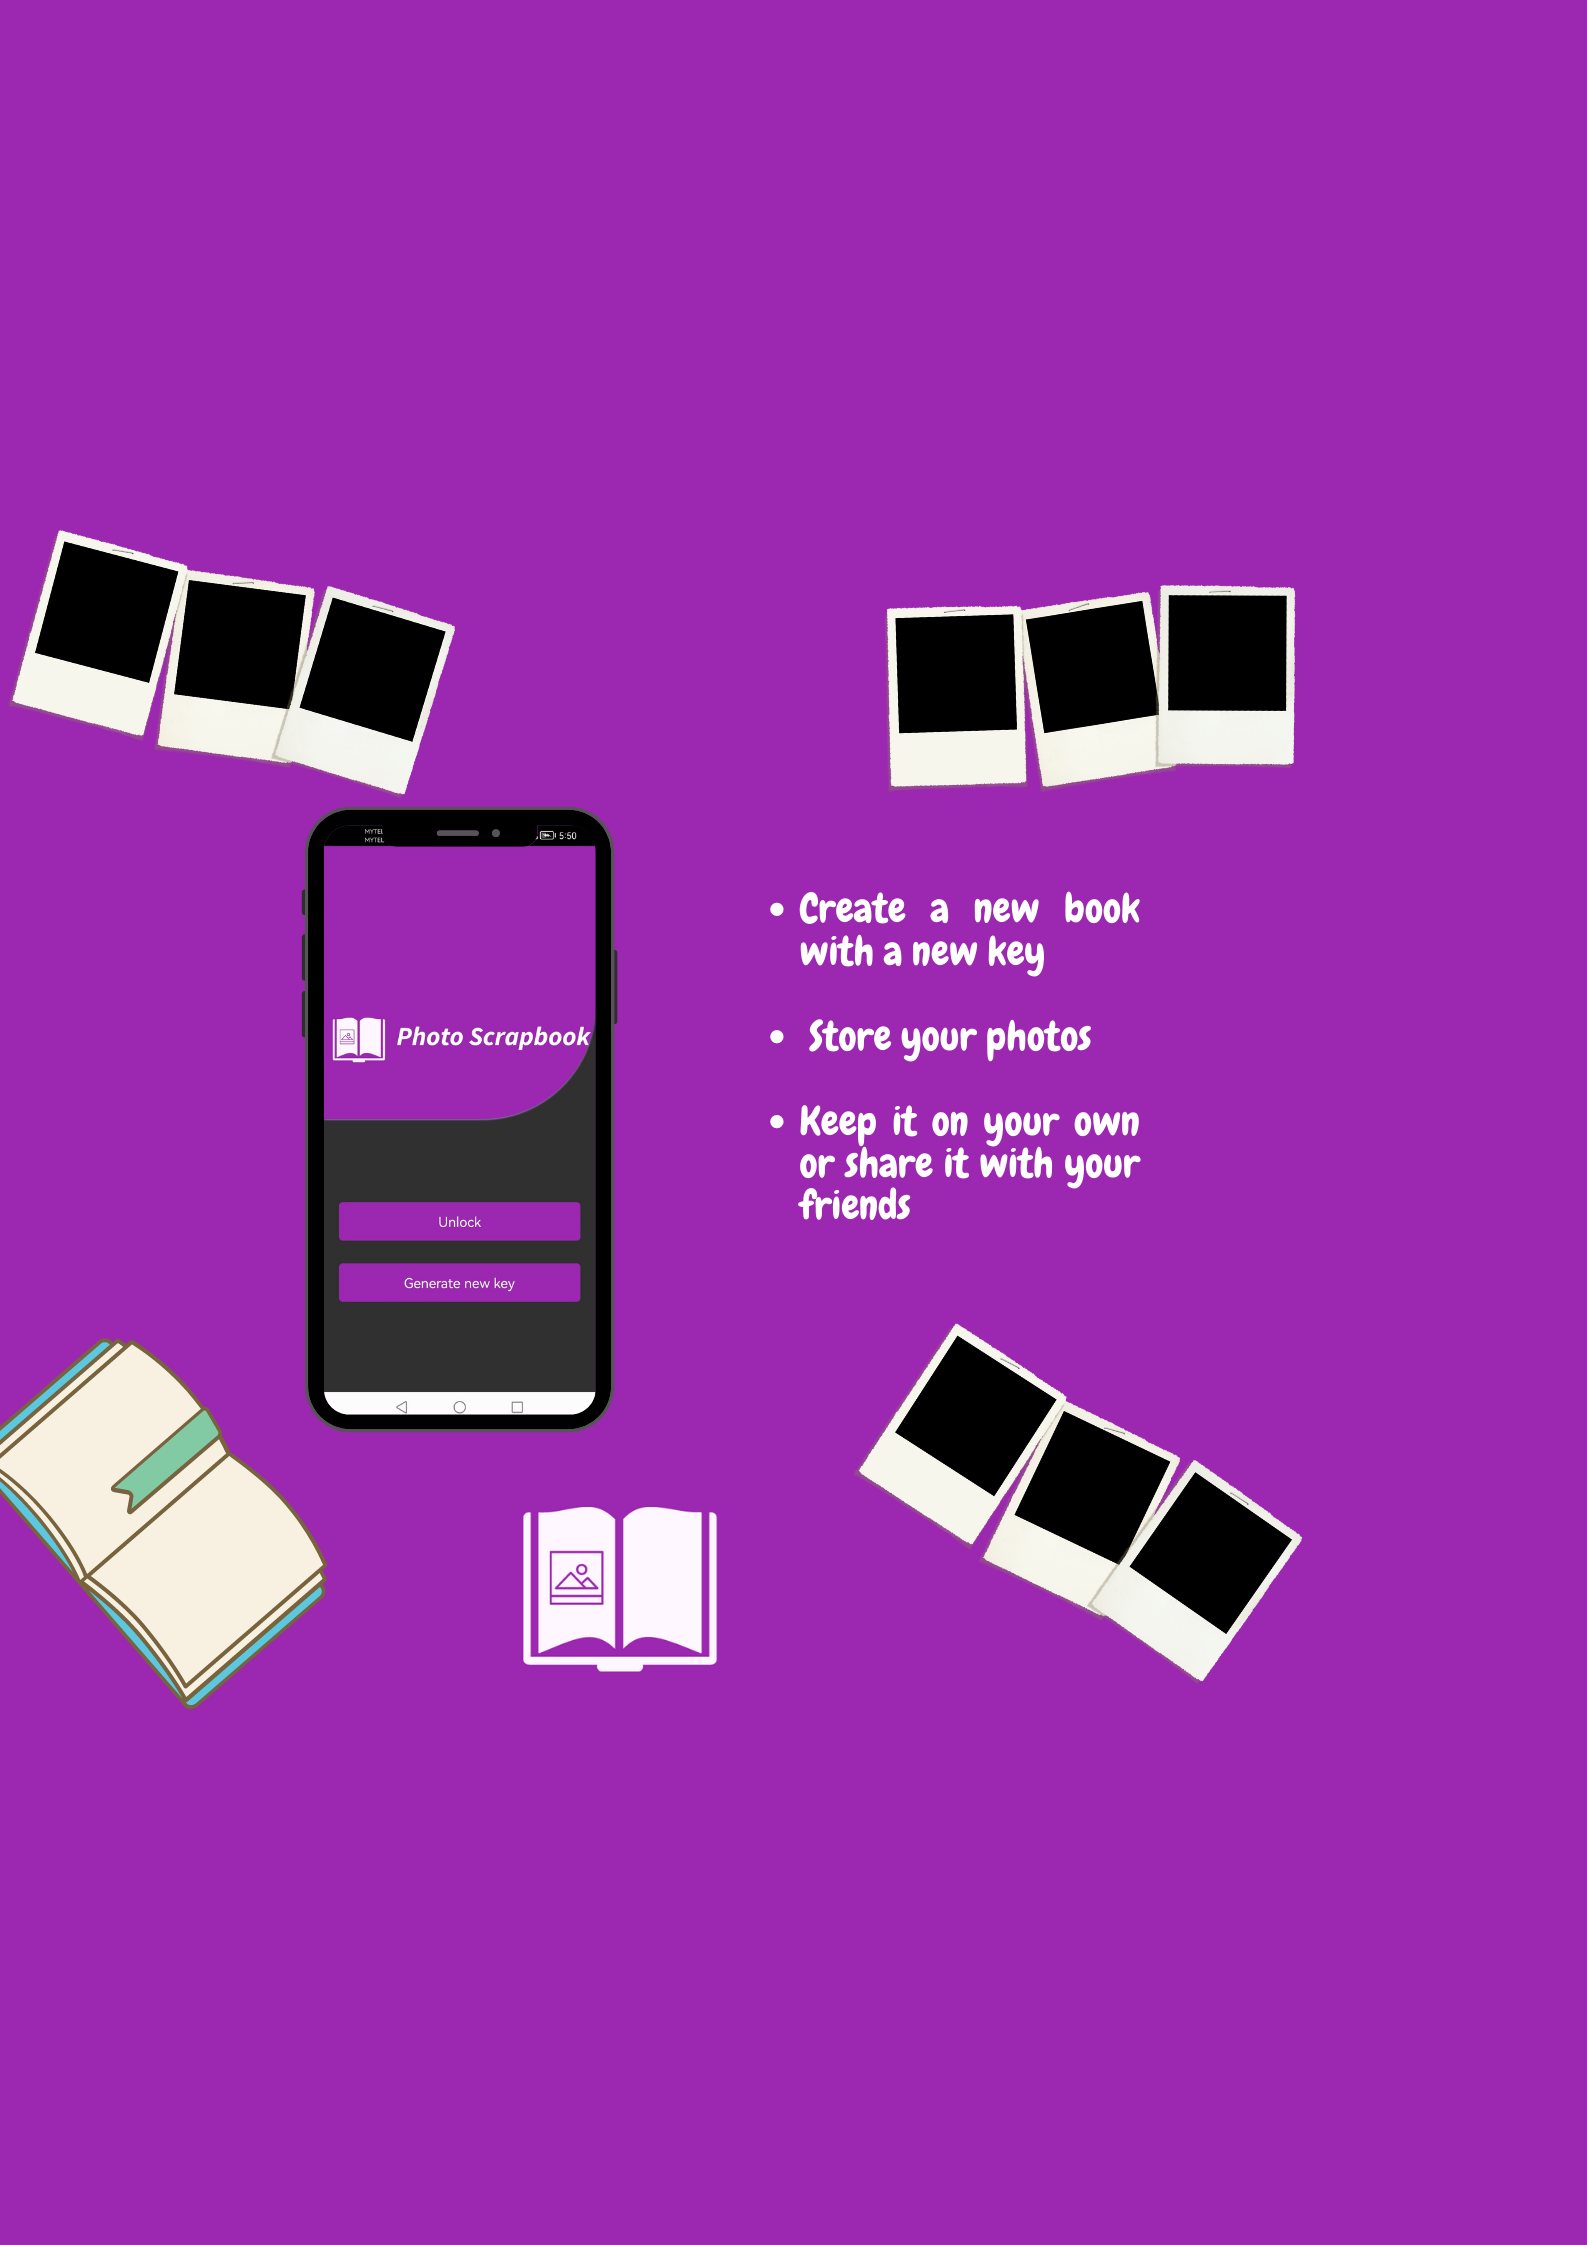 MYTEL
MYTEL
5:50
Photo Scrapbook
Unlock
Generate new key
• Create a new book
with a new key
• Store your photos
• Keep it on your own
or share it with your
friends